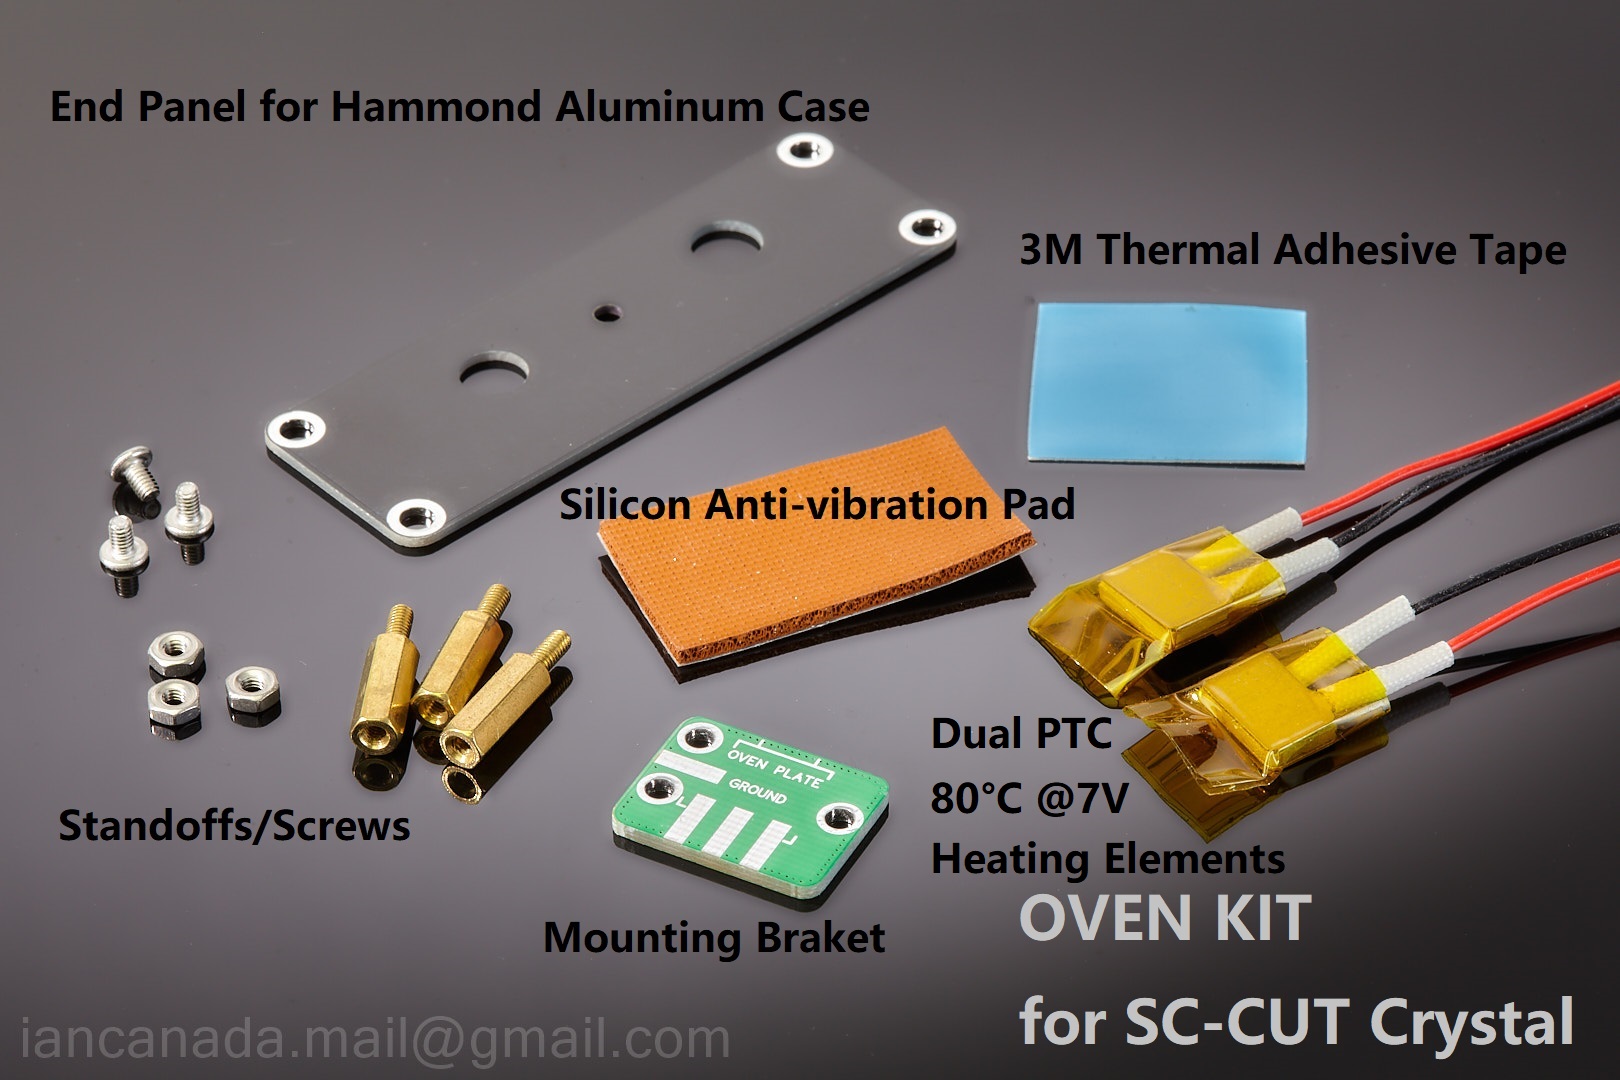 End Panel for Hammond Aluminum Case
3M Thermal Adhesive Tape
Silicon Anti-vibration Pad
OVEN PLATE
GROUND
Dual PTC
80°C @7V
Heating Elements
Standoffs/Screws
Mounting Braket
OVEN KIT
for SC-CUT Crystal
iancanada.mail@gmail.com